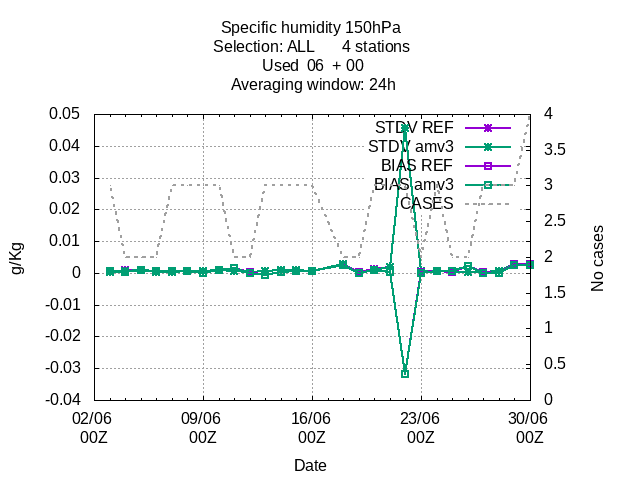 Specific humidity 150hPa
Selection: ALL 4 stations
Used 06 + 00
Averaging window: 24h
0.05
0.04
0.03
0.02
0.01
0
-0.01
-0.02
-0.03
-0.04
g/Kg
STDV REF
STDV amv3
BIAS REF
BIAS amv3
CASES
4
3.5
3
2.5
2
1.5
1
0.5
0
No cases
02/06 09/06 16/06 23/06 30/06
00Z 00Z 00Z 00Z 00Z
Date